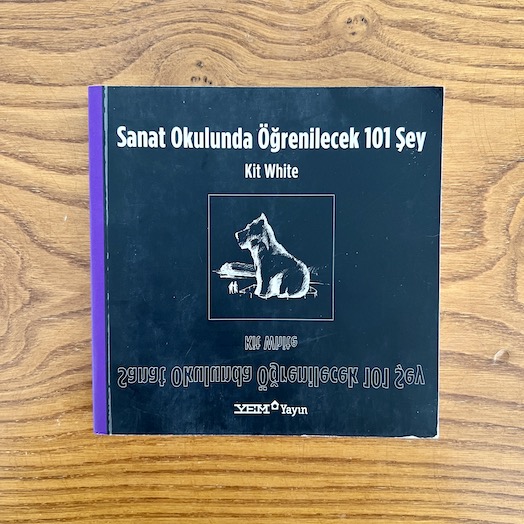 Sanat Okulunda Öğrenilecek 101 Şey
Kit White
Kit White
Sanat Okulunda Öğrenilecek 101 Şey
YEM Yayın